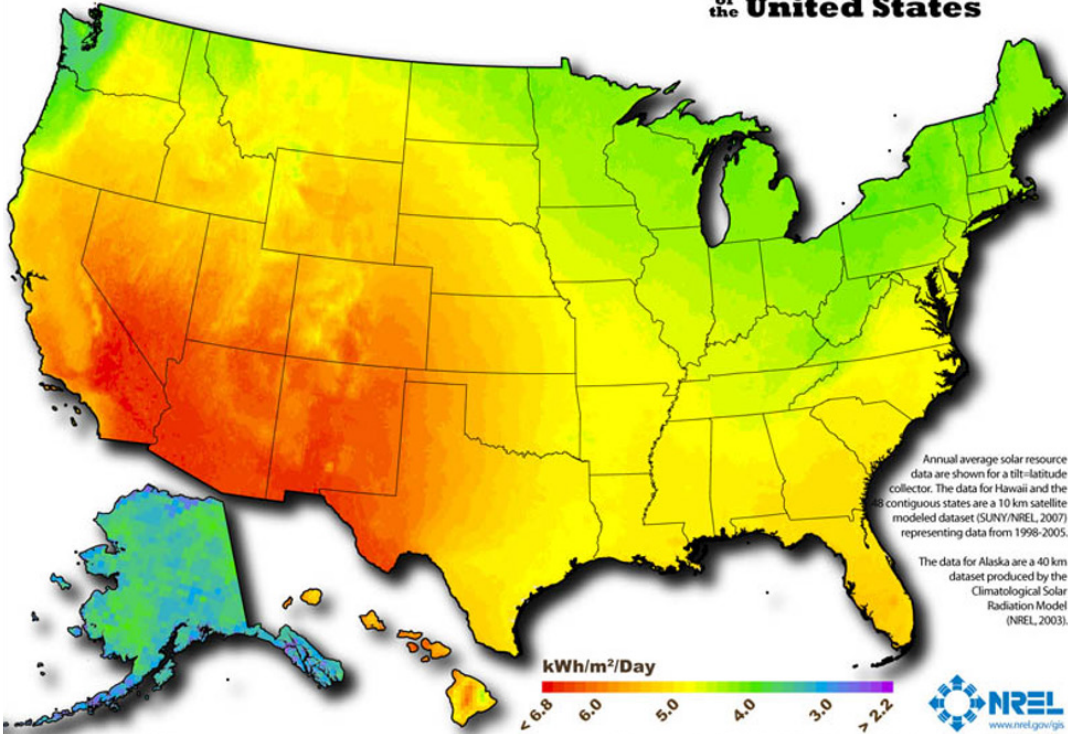 of
the United States
Annual average solar resource
data are shown for a tilt=latitude
collector. The data for Hawaii and the
48 contiguous states are a 10 km satellite
modeled dataset (SUNY/NREL, 2007)
representing data from 1998-2005.
The data for Alaska are a 40 km
dataset produced by the
Climatological Solar
Radiation Model
(NREL, 2003).
kWh/m²/Day
< 6.8 6.0 5.0 4.0 3.0 > 2.2
NREL
www.nrel.gov/gis